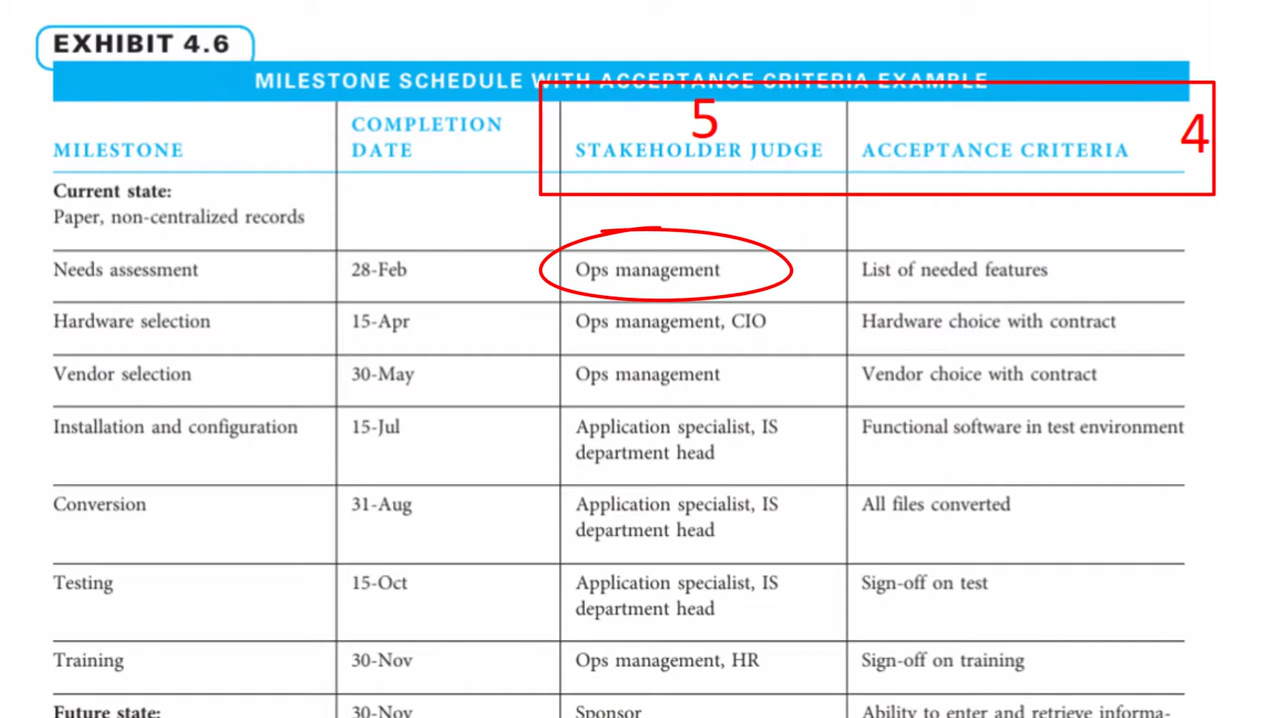 EXHIBIT 4.6
MILESTONE SCHEDULE WITH ACCEPTANCE CRITERIA EXAMPLE
5
4
MILESTONE
COMPLETION DATE
STAKEHOLDER JUDGE
ACCEPTANCE CRITERIA
Current state:
Paper, non-centralized records
Needs assessment
28-Feb
Ops management
List of needed features
Hardware selection
15-Apr
Ops management, CIO
Hardware choice with contract
Vendor selection
30-May
Ops management
Vendor choice with contract
Installation and configuration
15-Jul
Application specialist, IS
department head
Functional software in test environment
Conversion
31-Aug
Application specialist, IS
department head
All files converted
Testing
15-Oct
Application specialist, IS
department head
Sign-off on test
Training
30-Nov
Ops management, HR
Sign-off on training
Future state:
30-Nov
Sponsor
Ability to enter and retrieve informa-